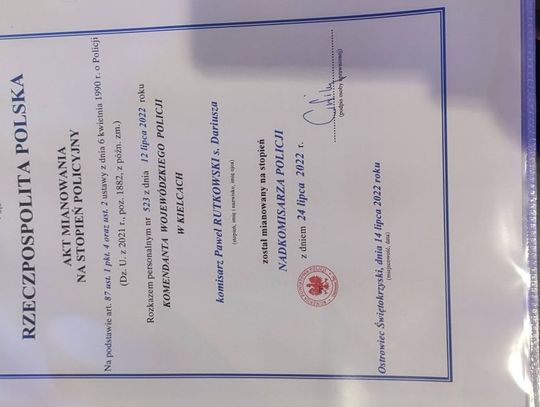 RZECZPOSPOLITA POLSKA
AKT MIANOWANIA
NA STOPIEŃ POLICYJNY
Na podstawie art. 87 ust. 1 pkt. 4 oraz ust. 2 ustawy z dnia 6 kwietnia 1990 r. o Policji
(Dz. U. z 2021 r., poz. 1882, z późn. zm.)
Rozkazem personalnym nr 523 z dnia 12 lipca 2022 roku
KOMENDANTA WOJEWÓDZKIEGO POLICJI
W KIELCACH
komisarz Paweł RUTKOWSKI s. Dariusza
(stopień, imię i nazwisko, imię ojca)
został mianowany na stopień
NADKOMISARZA POLICJI
z dniem 24 lipca 2022 r.
(podpis osoby uprawnionej)
Ostrowiec Świętokrzyski, dnia 14 lipca 2022 roku
(miejscowość, data)